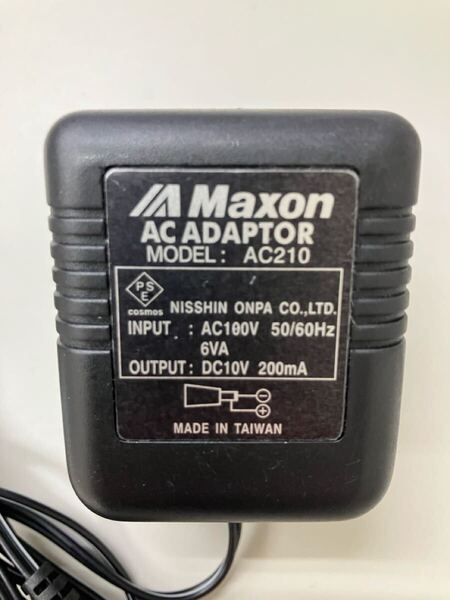 Maxon
AC ADAPTOR
MODEL: AC210
PS
E
cosmos
NISSHIN ONPA CO.,LTD.
INPUT : AC100V 50/60Hz
6VA
OUTPUT : DC10V 200mA
MADE IN TAIWAN